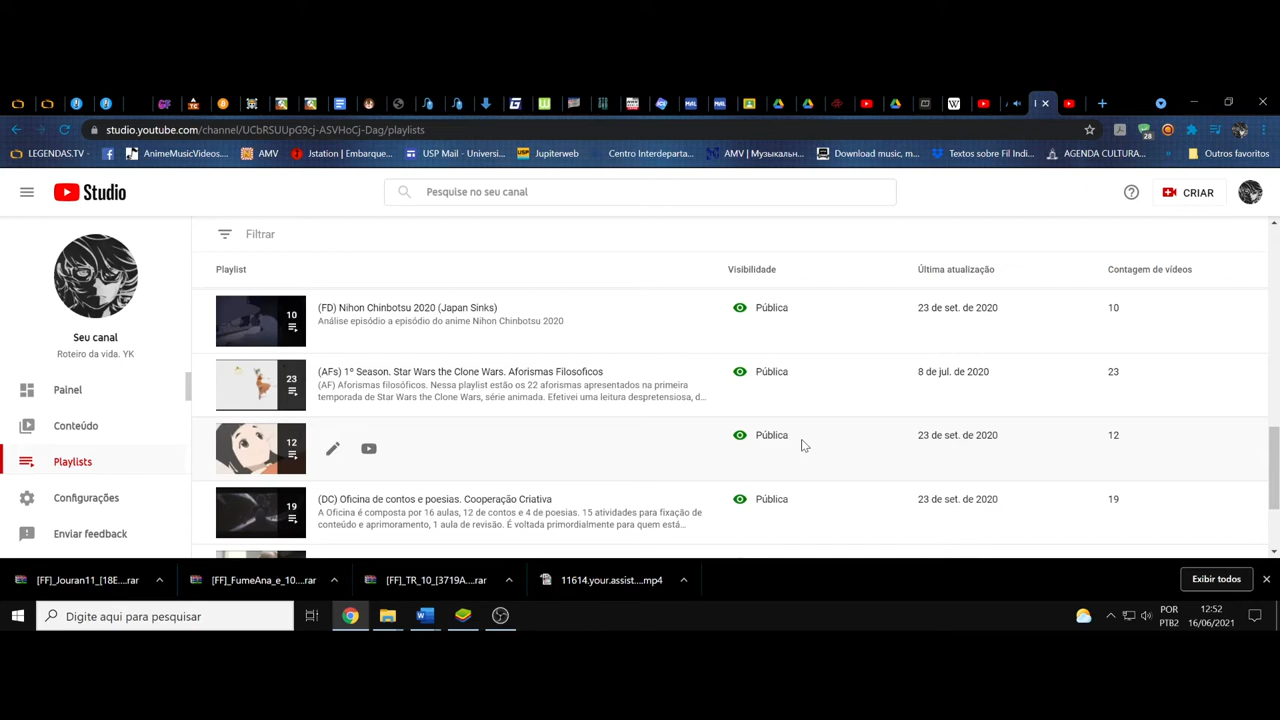 studio.youtube.com/channel/UCbRSUUpG9cj-ASVHoCj-Dag/playlists
28
LEGENDAS.TV -
AnimeMusicVideos....
AMV
Jstation | Embarque...
USP Mail - Universi...
Jupiterweb
Centro Interdeparta...
AMV | Музыкальн...
Download music, m...
Textos sobre Fil Indi...
AGENDA CULTURA...
»
Outros favoritos
Studio
Pesquise no seu canal
CRIAR
Filtrar
Playlist
Visibilidade
Última atualização
Contagem de vídeos
Seu canal
Roteiro da vida. YK
Painel
Conteúdo
Playlists
Configurações
Enviar feedback
10
(FD) Nihon Chinbotsu 2020 (Japan Sinks)
Análise episódio a episódio do anime Nihon Chinbotsu 2020
Pública
23 de set. de 2020
10
23
(AFs) 1º Season. Star Wars the Clone Wars. Aforismas Filosoficos
(AF) Aforismas filosóficos. Nessa playlist estão os 22 aforismas apresentados na primeira
temporada de Star Wars the Clone Wars, série animada. Efetivei uma leitura despretensiosa, d...
Pública
8 de jul. de 2020
23
12
Pública
23 de set. de 2020
12
19
(DC) Oficina de contos e poesias. Cooperação Criativa
A Oficina é composta por 16 aulas, 12 de contos e 4 de poesias. 15 atividades para fixação de
conteúdo e aprimoramento, 1 aula de revisão. É voltada primordialmente para quem está...
Pública
23 de set. de 2020
19
[FF]_Jouran11_[18E....rar
[FF]_FumeAna_e_10....rar
[FF]_TR_10_[3719A....rar
11614.your.assist....mp4
Exibir todos
Digite aqui para pesquisar
POR
PTB2
12:52
16/06/2021